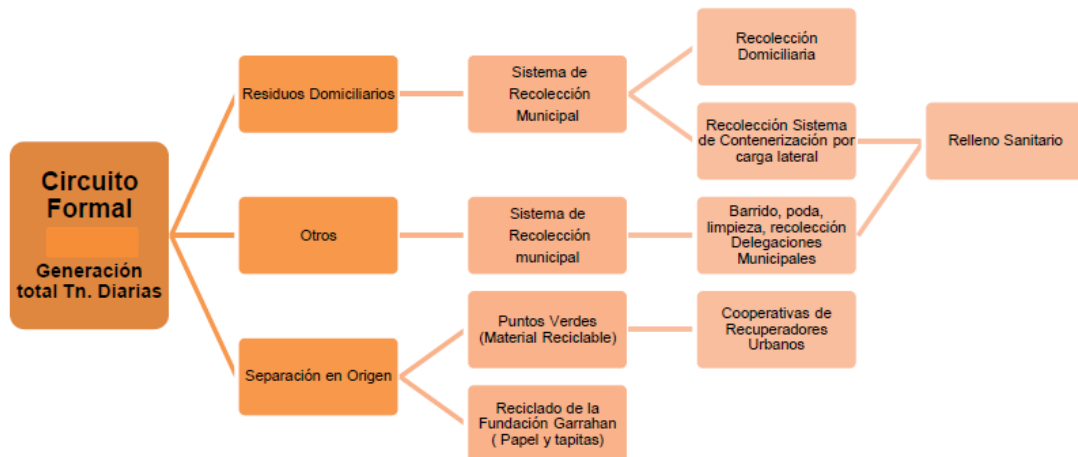 Circuito
Formal
Generación
total Tn. Diarias
Residuos Domiciliarios
Sistema de
Recolección
Municipal
Recolección
Domiciliaria
Recolección Sistema
de Contenerización por
carga lateral
Relleno Sanitario
Otros
Sistema de
Recolección
municipal
Barrido, poda,
limpieza, recolección
Delegaciones
Municipales
Separación en Origen
Puntos Verdes
(Material Reciclable)
Cooperativas de
Recuperadores
Urbanos
Reciclado de la
Fundación Garrahan
( Papel y tapitas)